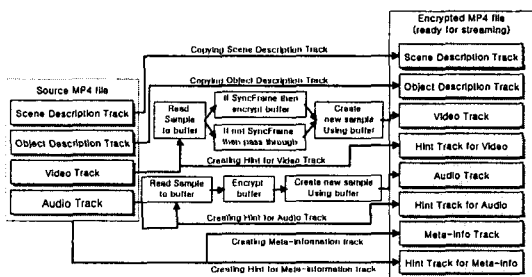 Encrypted MP4 file
(ready for streaming)
Copying Scene Description Track
Scene Description Track
Source MP4 file
Copying Object Description Track
Object Description Track
Scene Description Track
Read
Sample
to buffer
If SyncFrame then
encrypt buffer
Create
new sample
Using buffer
Video Track
Object Description Track
If not SyncFrame
then pass through
Hint Track for Video
Video Track
Creating Hint for Video Track
Audio Track
Audio Track
Read Sample
to buffer
Encrypt
buffer
Create new sample
Using buffer
Hint Track for Audio
Creating Hint for Audio Track
Meta-Info Track
Creating Meta-information track
Hint Track for Meta-Info
Creating Hint for Meta-information track